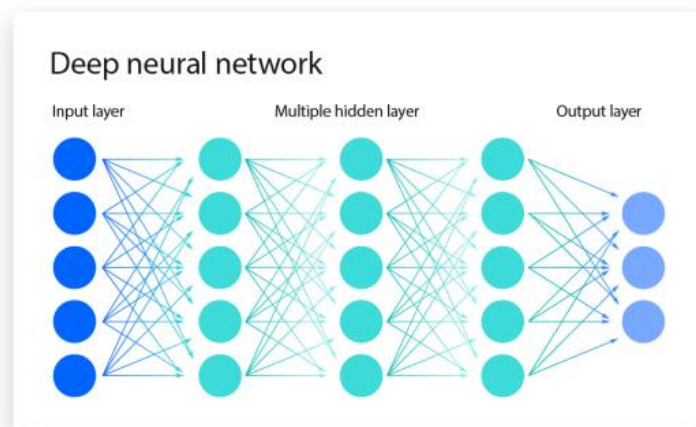 Deep neural network
Input layer
Multiple hidden layer
Output layer